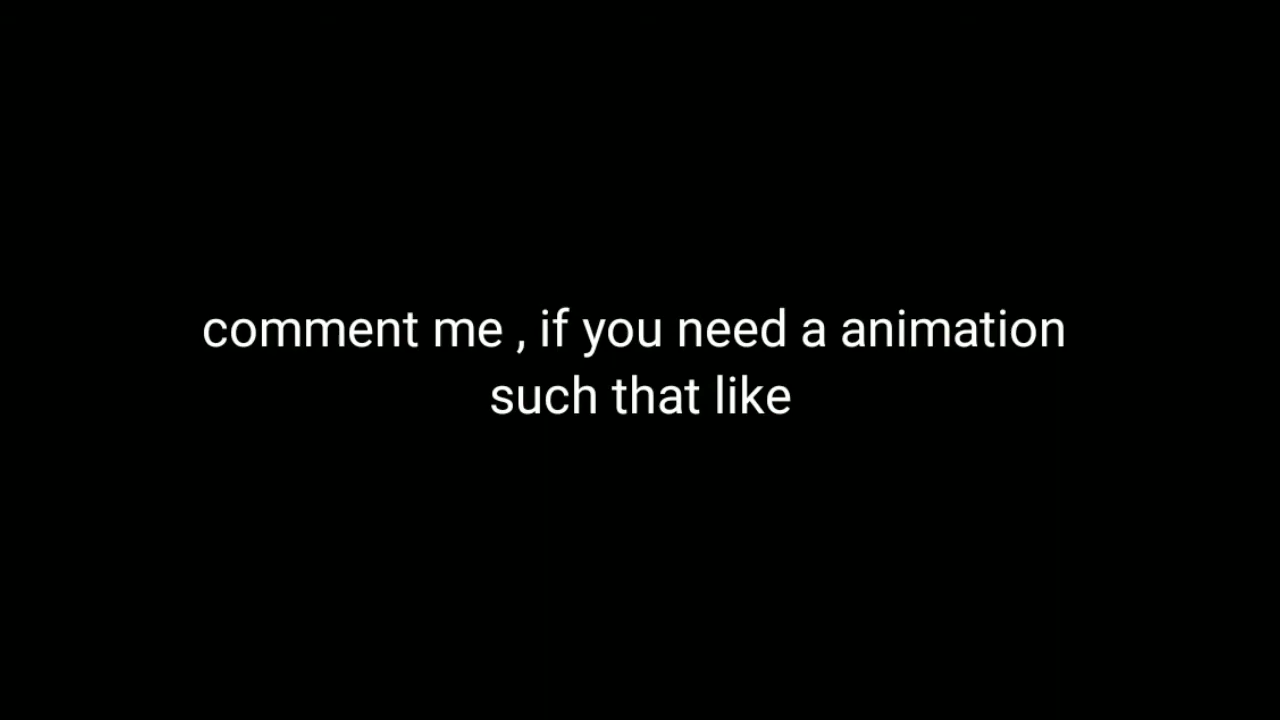 comment me , if you need a animation
such that like